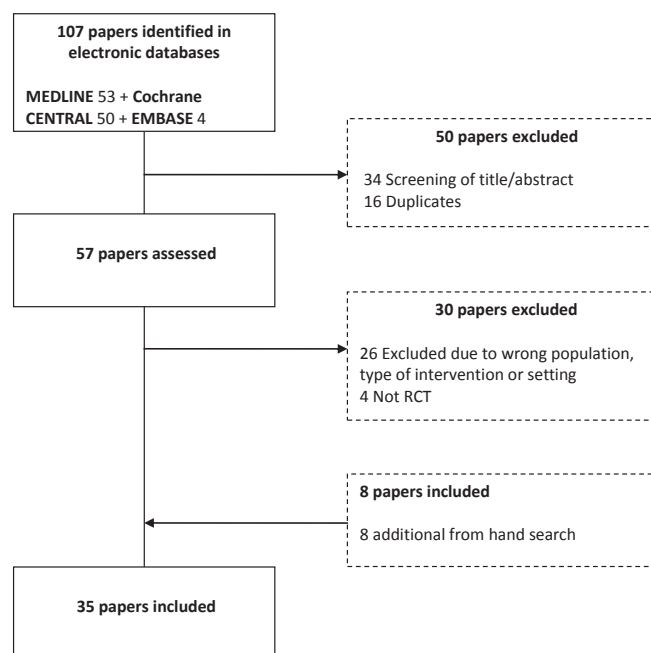 107 papers identified in
electronic databases
MEDLINE 53 + Cochrane
CENTRAL 50 + EMBASE 4
50 papers excluded
34 Screening of title/abstract
16 Duplicates
57 papers assessed
30 papers excluded
26 Excluded due to wrong population,
type of intervention or setting
4 Not RCT
8 papers included
8 additional from hand search
35 papers included